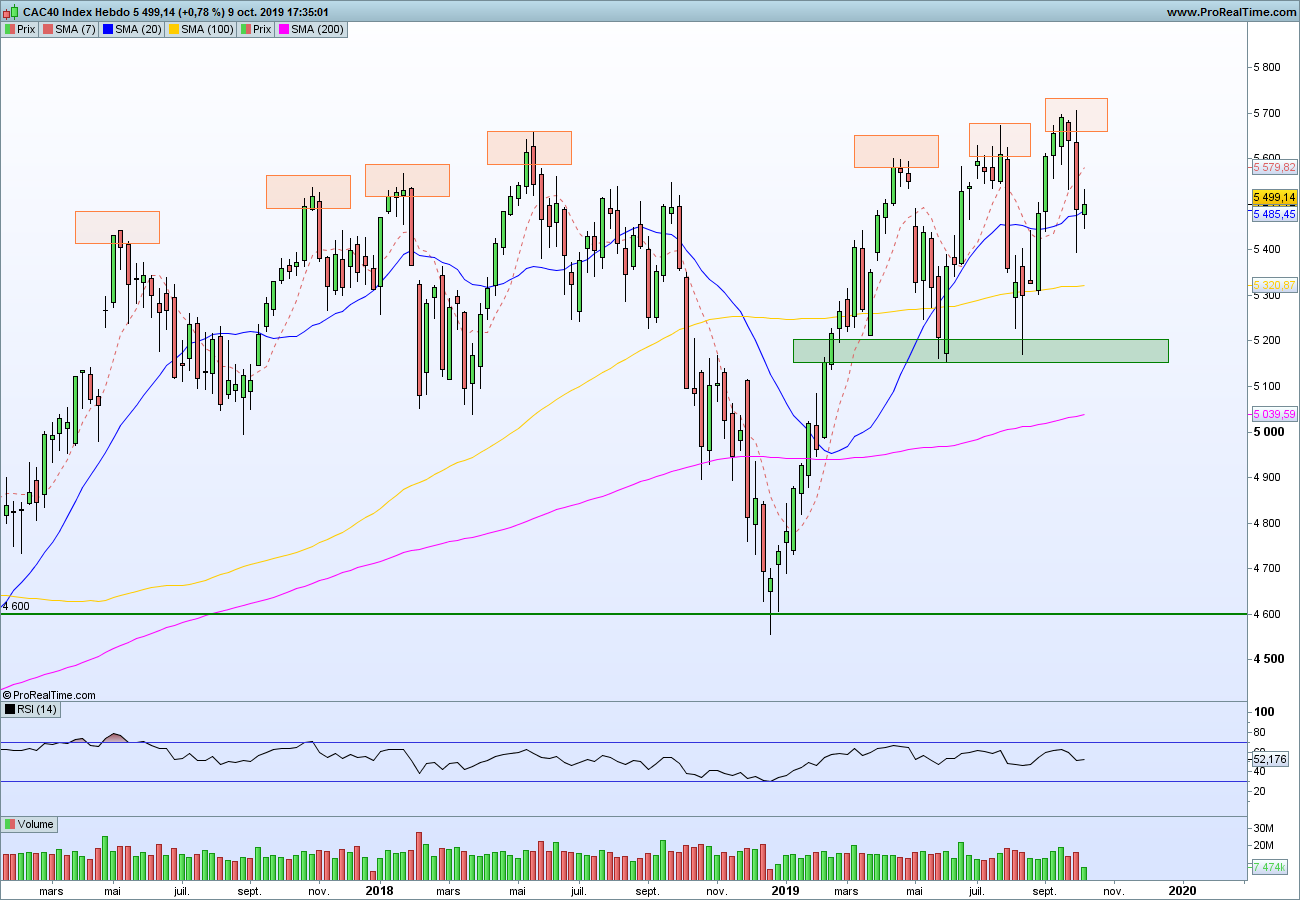 CAC40 Index Hebdo 5 499,14 (+0,78 %) 9 oct. 2019 17:35:01 www.ProRealTime.com
Prix SMA (7) SMA (20) SMA (100) Prix SMA (200)
5 800
5 700
5 600
5 579,82
5 499,14
5 485,45
5 400
5 320,87
5 300
5 200
5 100
5 039,59
5 000
4 900
4 800
4 700
4 600
4 600
4 500
© ProRealTime.com
RSI (14)
100
80
60
52,176
40
20
Volume
30M
20M
7 474k
mars mai juil. sept. nov. 2018 mars mai juil. sept. nov. 2019 mars mai juil. sept. nov. 2020